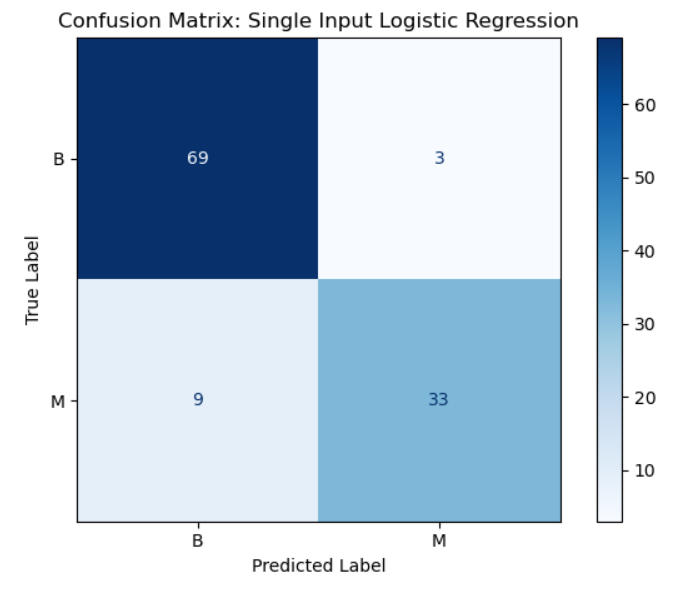 Confusion Matrix: Single Input Logistic Regression
B
69
3
M
9
33
B
M
Predicted Label
True Label
60
50
40
30
20
10